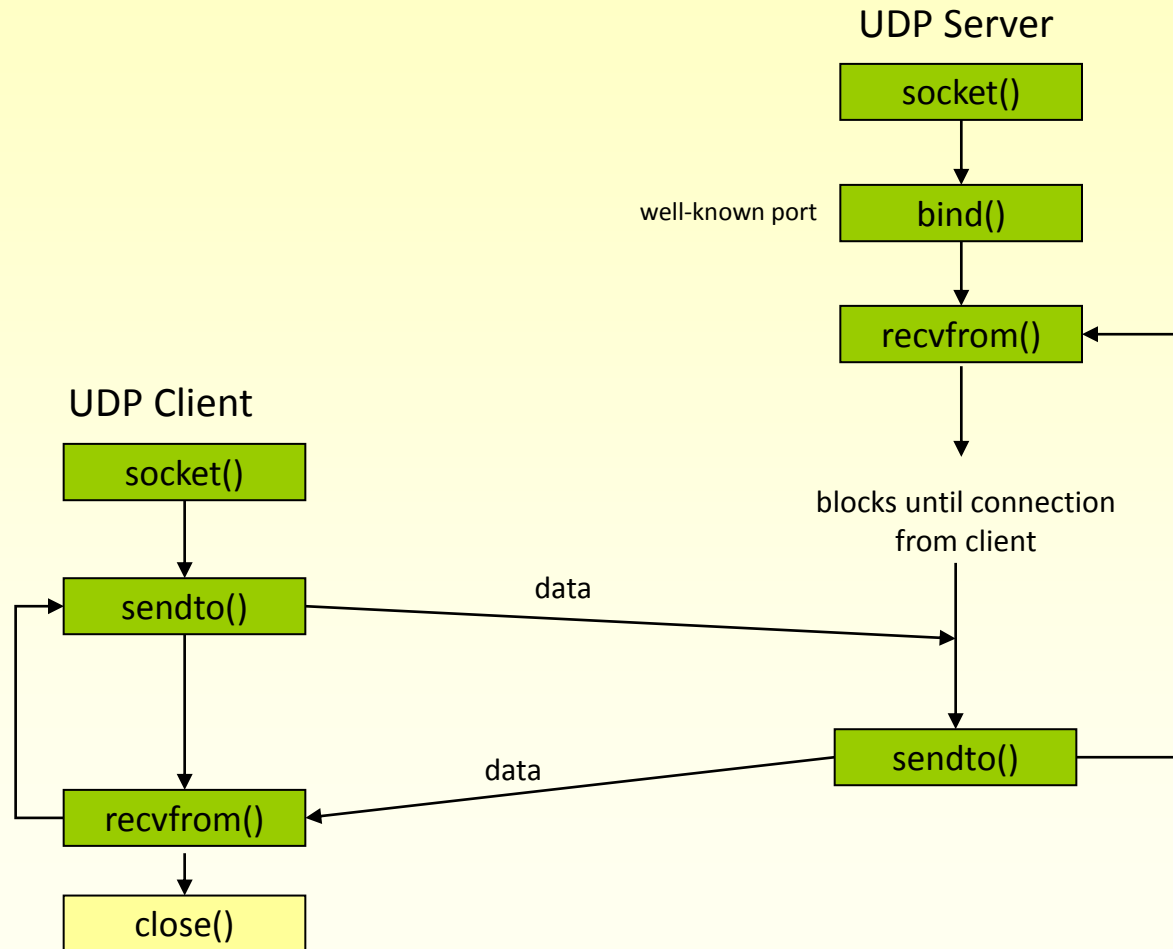 UDP Server
socket()
well-known port
bind()
recvfrom()
UDP Client
socket()
blocks until connection
from client
sendto()
data
sendto()
data
recvfrom()
close()